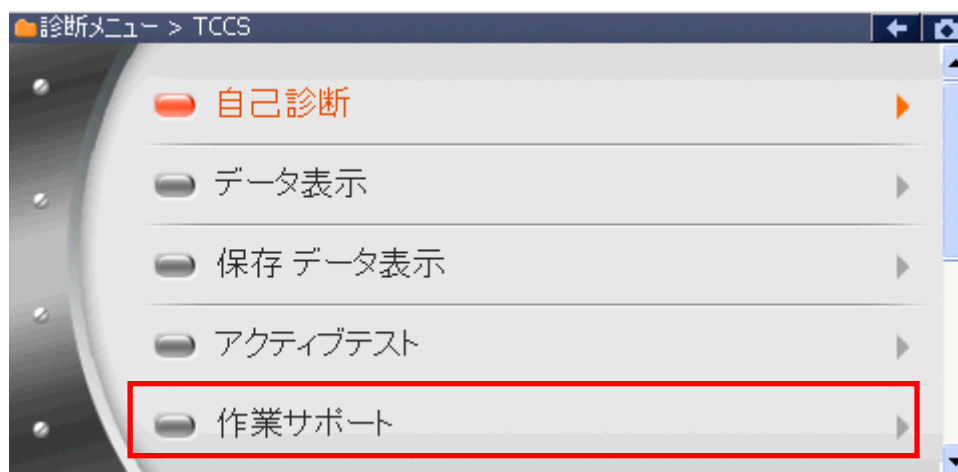 診断メニュー > TCCS
自己診断
データ表示
保存 データ表示
アクティブテスト
作業サポート